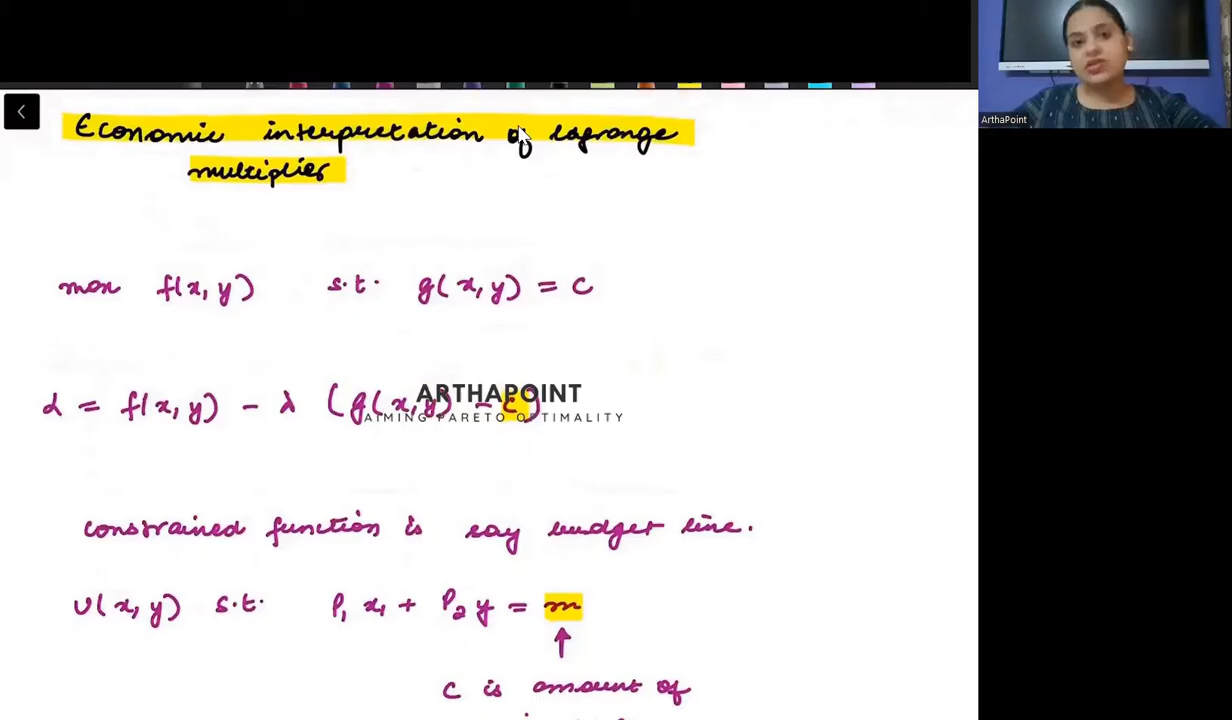 Economic interpretation of lagrange
multiplier
ArthaPoint
max f(x, y) s.t. g(x, y) = c
ARTHAPOINT
L = f(x, y) - λ (g(x, y) - c)
AIMING PARETO OPTIMALITY
constrained function is say budget line.
U(x, y) s.t. P₁ x₁ + P₂ y = m
↑
c is amount of